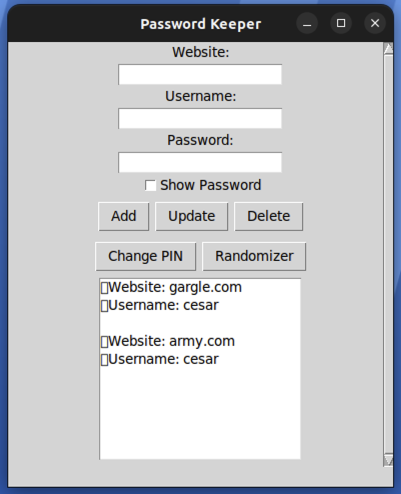 Password Keeper
Website:
Username:
Password:
Show Password
Add Update Delete
Change PIN Randomizer
Website: gargle.com
Username: cesar
Website: army.com
Username: cesar